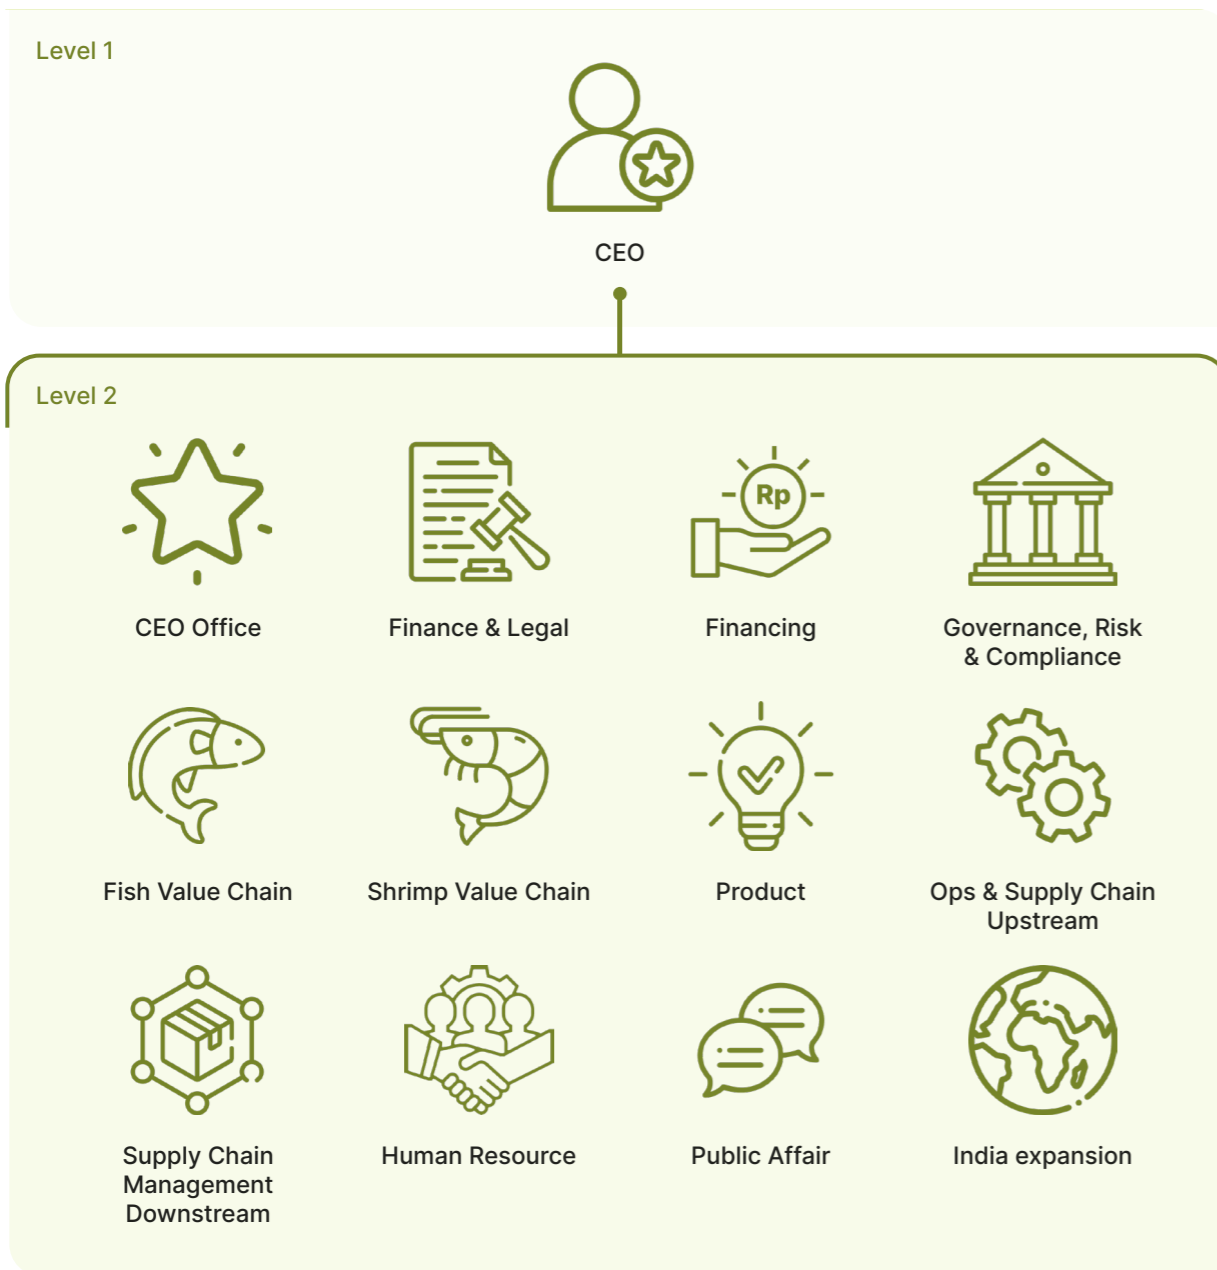 Level 1
CEO
Level 2
Rp
CEO Office
Finance & Legal
Financing
Governance, Risk
& Compliance
Fish Value Chain
Shrimp Value Chain
Product
Ops & Supply Chain
Upstream
Supply Chain
Management
Downstream
Human Resource
Public Affair
India expansion